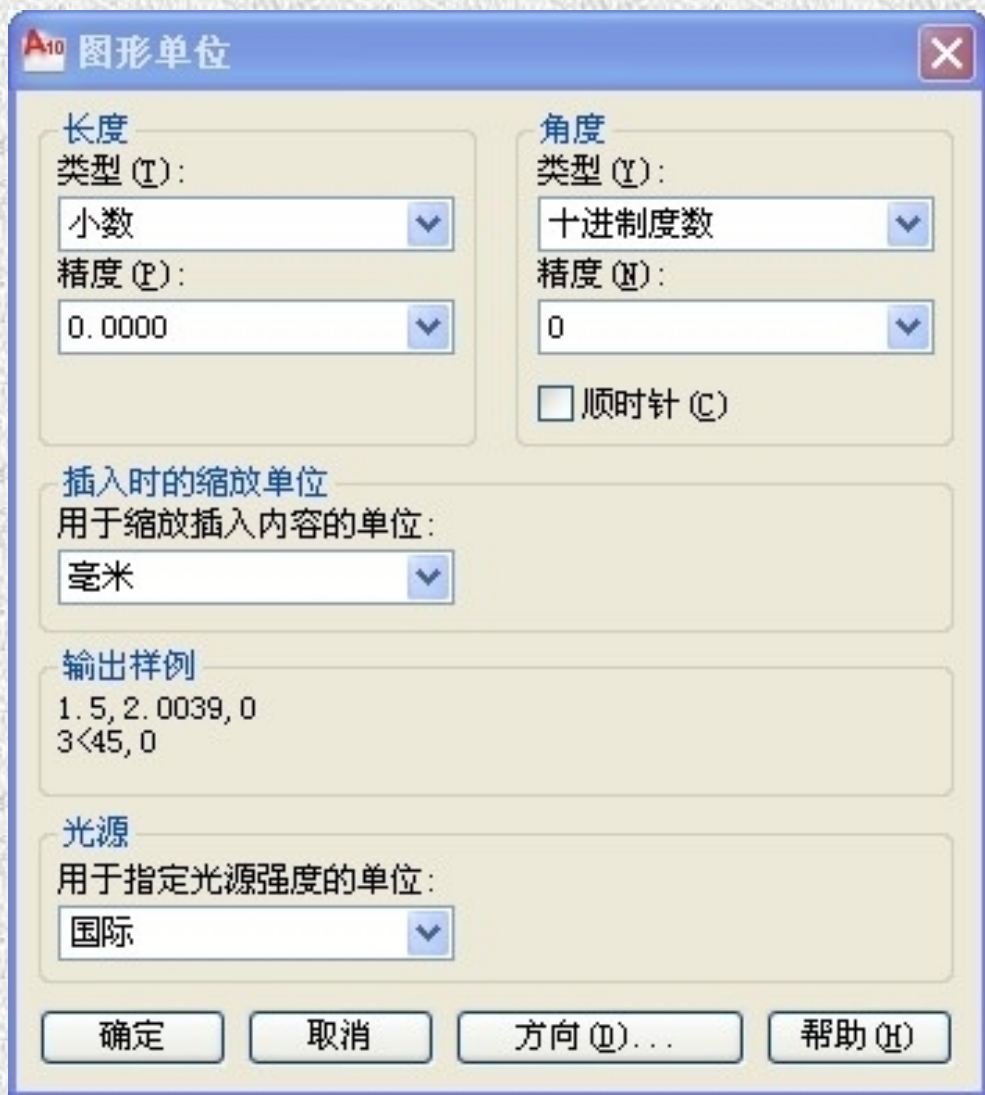 A10 图形单位
长度
类型(T):
小数
精度(P):
0.0000
角度
类型(Y):
十进制度数
精度(N):
0
顺时针(C)
插入时的缩放单位
用于缩放插入内容的单位:
毫米
输出样例
1.5,2.0039,0
3<45,0
光源
用于指定光源强度的单位:
国际
确定 取消 方向(D)... 帮助(H)